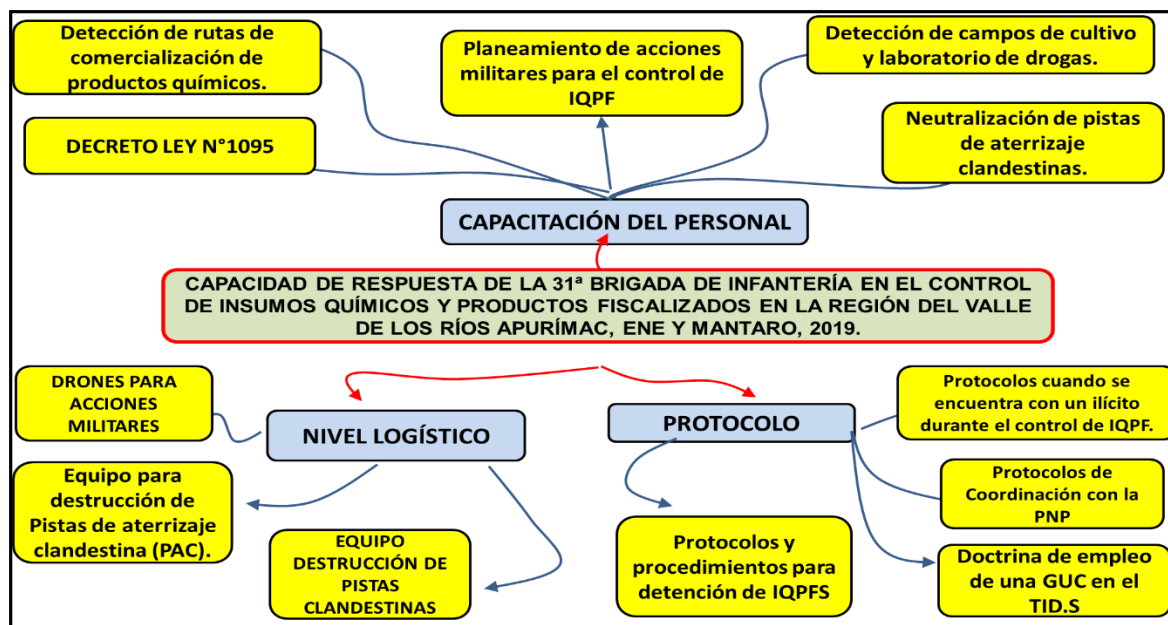 Detección de rutas de
comercialización de
productos químicos.
Planeamiento de acciones
militares para el control de
IQPF
Detección de campos de cultivo
y laboratorio de drogas.
DECRETO LEY N°1095
Neutralización de pistas
de aterrizaje
clandestinas.
CAPACITACIÓN DEL PERSONAL
CAPACIDAD DE RESPUESTA DE LA 31ª BRIGADA DE INFANTERÍA EN EL CONTROL
DE INSUMOS QUÍMICOS Y PRODUCTOS FISCALIZADOS EN LA REGIÓN DEL VALLE
DE LOS RÍOS APURÍMAC, ENE Y MANTARO, 2019.
DRONES PARA
ACCIONES
MILITARES
NIVEL LOGÍSTICO
Equipo para
destrucción de
Pistas de aterrizaje
clandestina (PAC).
EQUIPO
DESTRUCCIÓN DE
PISTAS
CLANDESTINAS
PROTOCOLO
Protocolos cuando se
encuentra con un ilícito
durante el control de IQPF.
Protocolos de
Coordinación con la
PNP
Protocolos y
procedimientos para
detención de IQPFS
Doctrina de empleo
de una GUC en el
TID.S